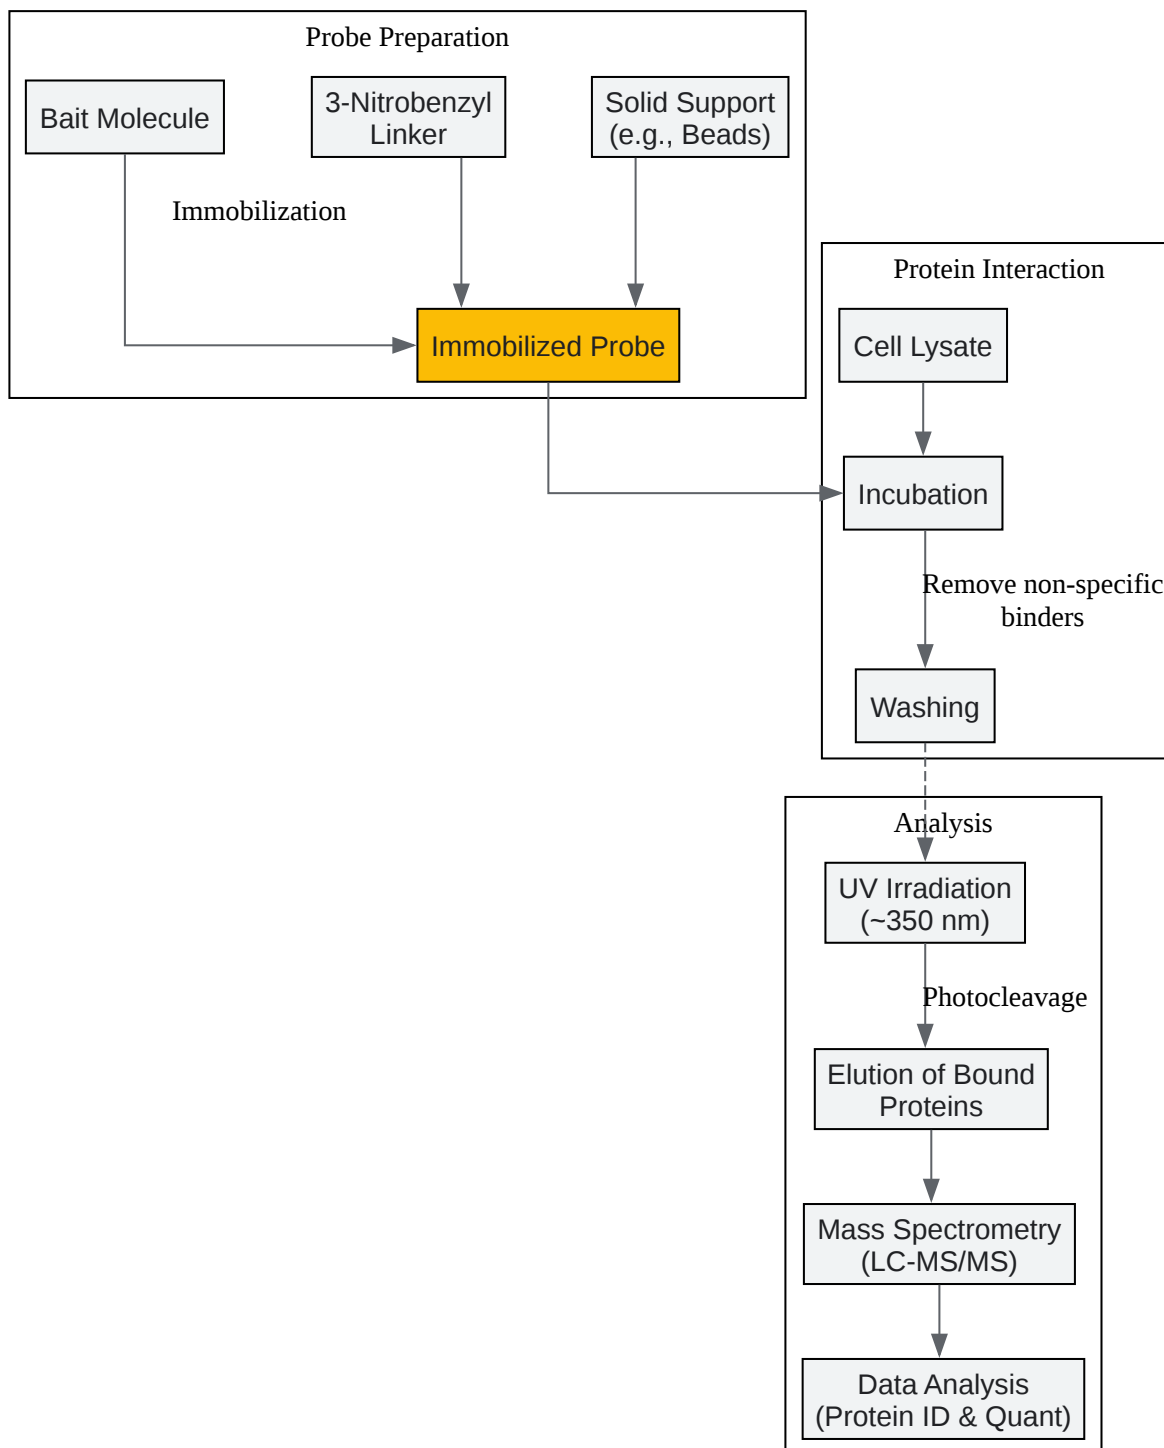 Probe Preparation
Bait Molecule
3-Nitrobenzyl
Linker
Solid Support
(e.g., Beads)
Immobilization
Immobilized Probe
Protein Interaction
Cell Lysate
Incubation
Remove non-specific
binders
Washing
Analysis
UV Irradiation
(~350 nm)
Photocleavage
Elution of Bound
Proteins
Mass Spectrometry
(LC-MS/MS)
Data Analysis
(Protein ID & Quant)